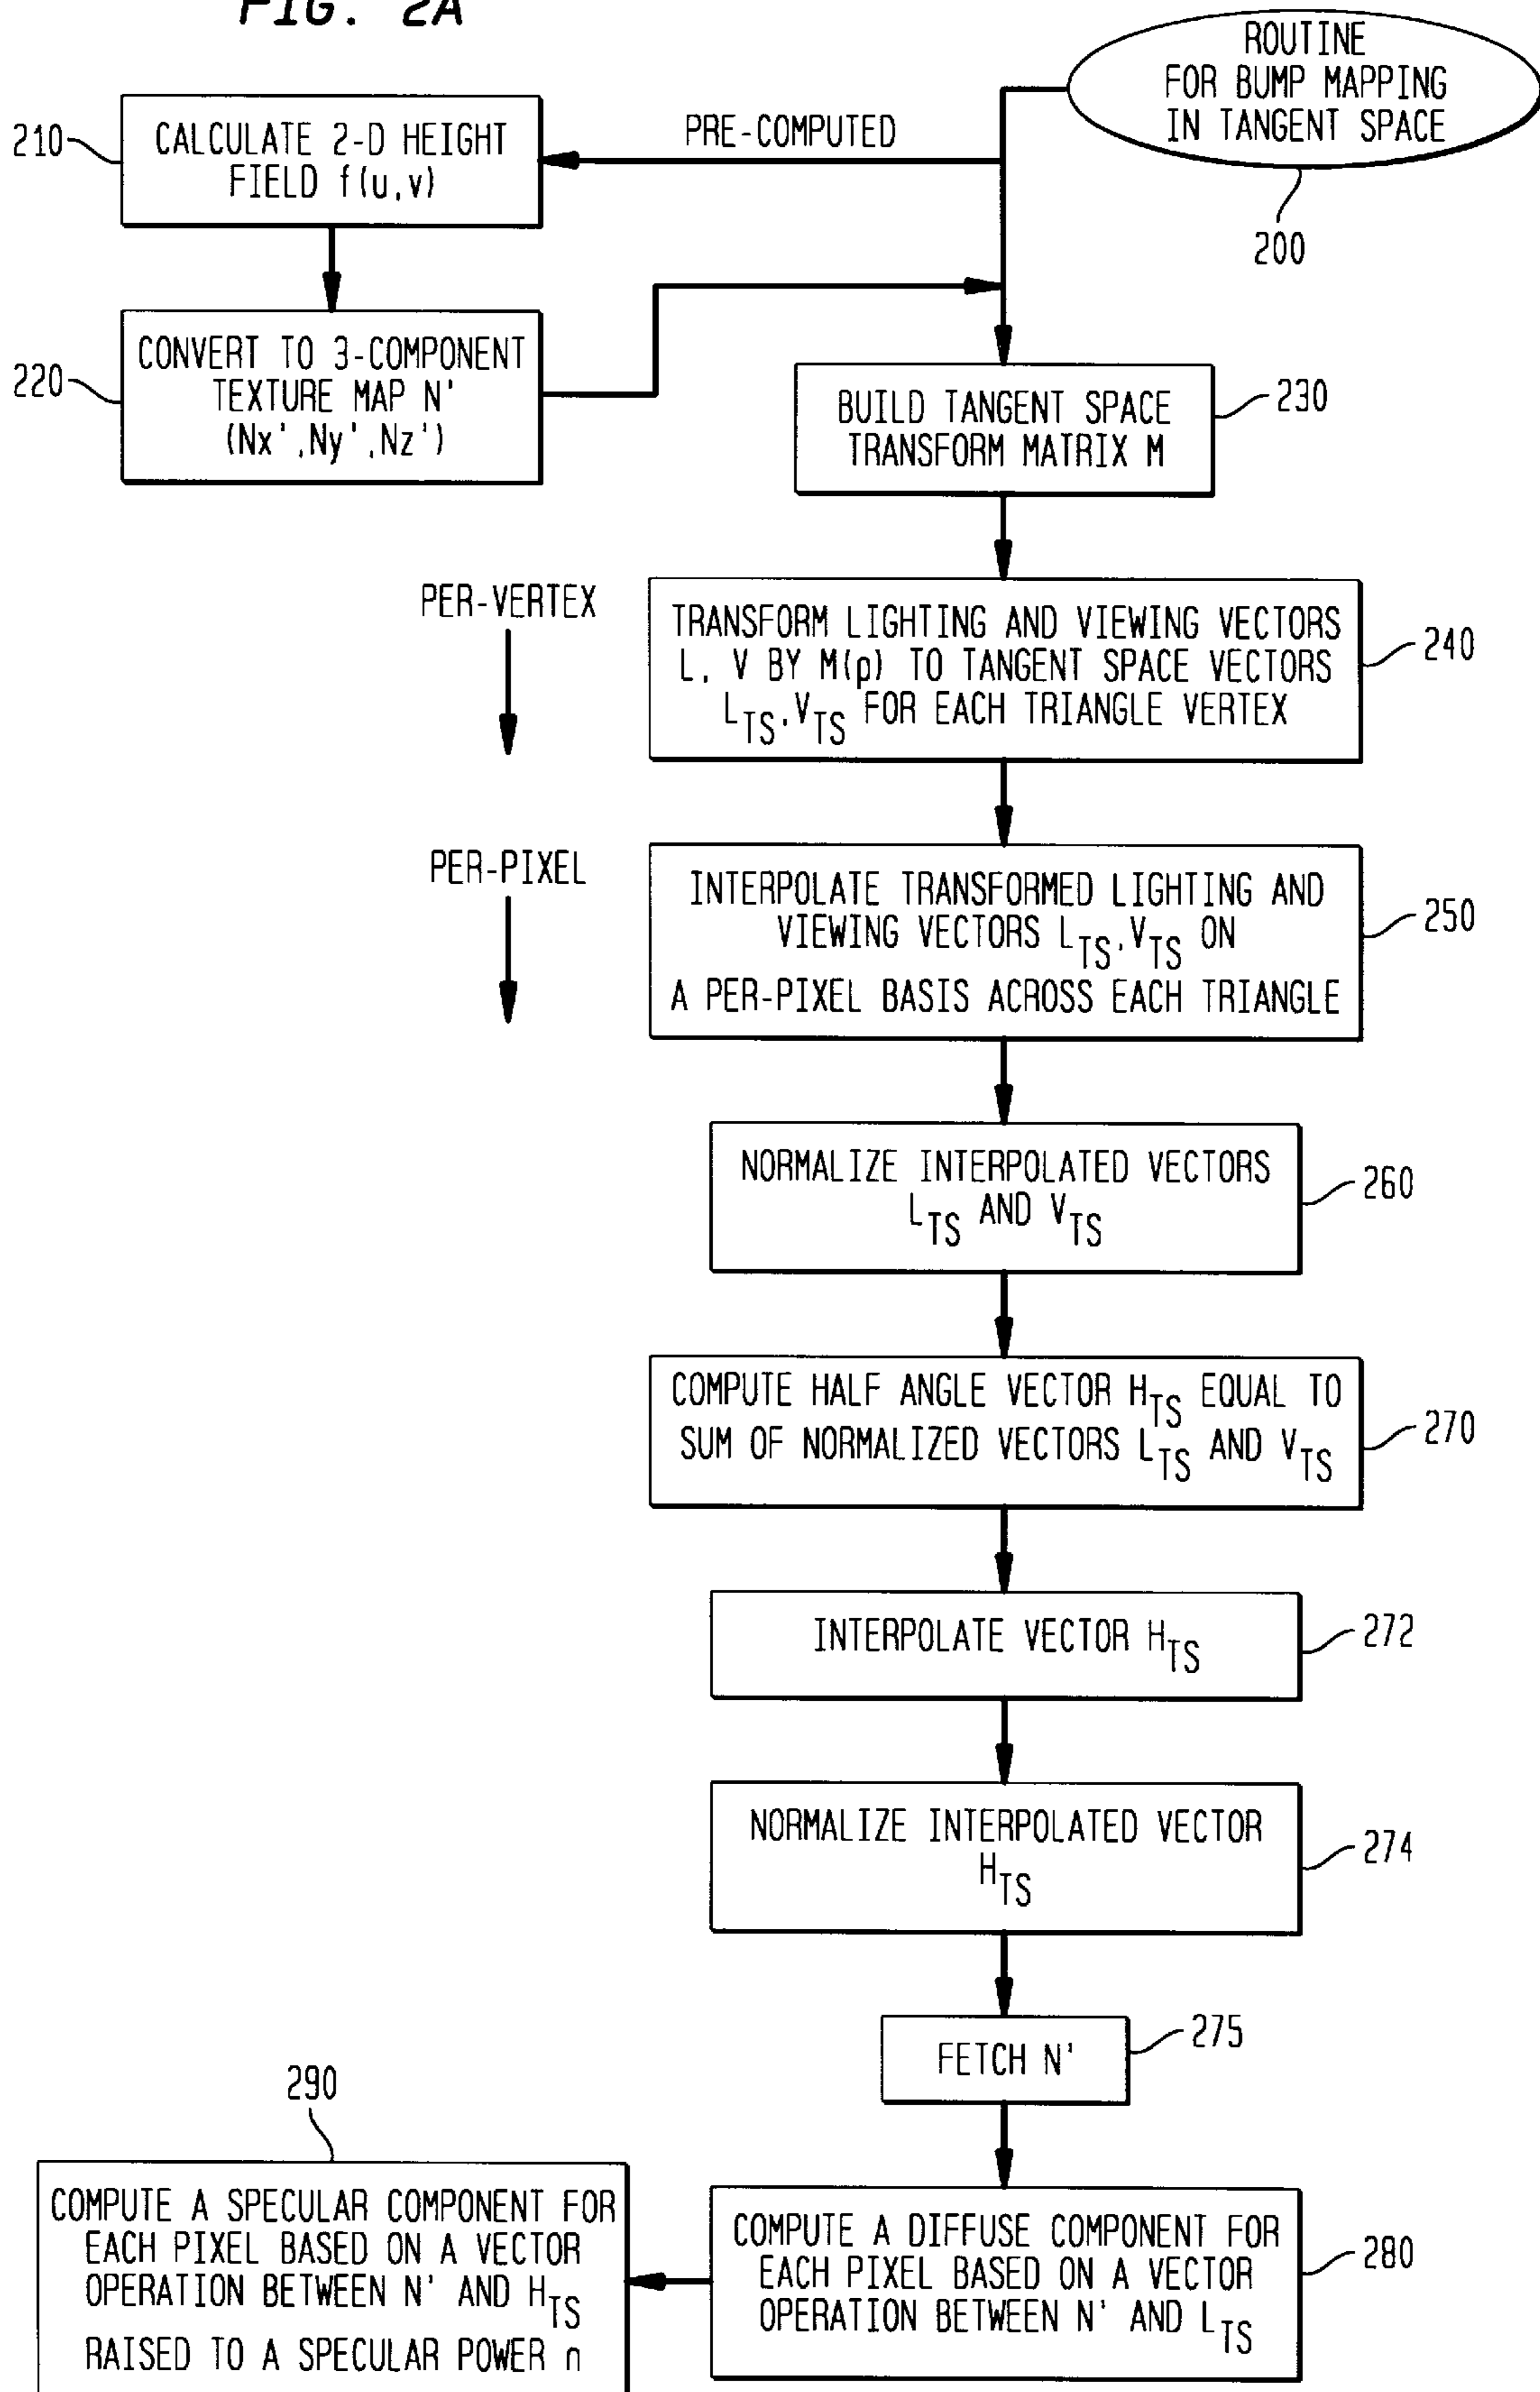 FIG. 2A
ROUTINE
FOR BUMP MAPPING
IN TANGENT SPACE
200
PRE-COMPUTED
210
CALCULATE 2-D HEIGHT
FIELD f(u,v)
220
CONVERT TO 3-COMPONENT
TEXTURE MAP N'
(Nx',Ny',Nz')
BUILD TANGENT SPACE
TRANSFORM MATRIX M
230
PER-VERTEX
TRANSFORM LIGHTING AND VIEWING VECTORS
L, V BY M(p) TO TANGENT SPACE VECTORS
LTS,VTS FOR EACH TRIANGLE VERTEX
240
PER-PIXEL
INTERPOLATE TRANSFORMED LIGHTING AND
VIEWING VECTORS LTS,VTS ON
A PER-PIXEL BASIS ACROSS EACH TRIANGLE
250
NORMALIZE INTERPOLATED VECTORS
LTS AND VTS
260
COMPUTE HALF ANGLE VECTOR HTS EQUAL TO
SUM OF NORMALIZED VECTORS LTS AND VTS
270
INTERPOLATE VECTOR HTS
272
NORMALIZE INTERPOLATED VECTOR
HTS
274
FETCH N'
275
COMPUTE A DIFFUSE COMPONENT FOR
EACH PIXEL BASED ON A VECTOR
OPERATION BETWEEN N' AND LTS
280
290
COMPUTE A SPECULAR COMPONENT FOR
EACH PIXEL BASED ON A VECTOR
OPERATION BETWEEN N' AND HTS
RAISED TO A SPECULAR POWER n